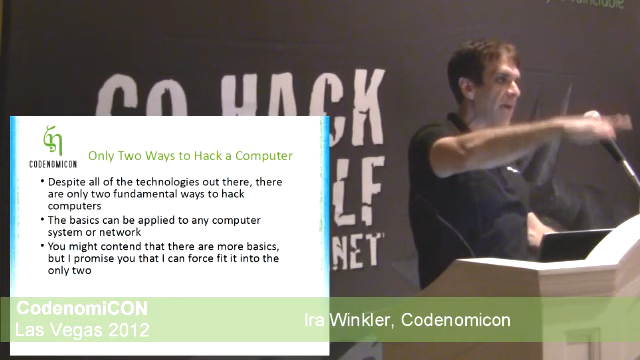 Vulnerable
GO HACK
LF
.NET
CODENOMICON
Only Two Ways to Hack a Computer
• Despite all of the technologies out there, there
are only two fundamental ways to hack
computers
• The basics can be applied to any computer
system or network
• You might contend that there are more basics,
but I promise you that I can force fit it into the
only two
CodenomiCON
Las Vegas 2012
Ira Winkler, Codenomicon